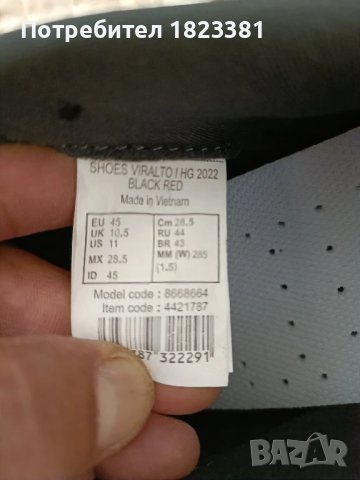 Потребител 1823381
SHOES VIRALTO I HG 2022
BLACK RED
Made in Vietnam
EU 45
UK 10.5
US 11
MX 28.5
ID 45
Cm 28.5
RU 44
BR 43
MM (W) 285
(1.5)
Model code : 8668664
Item code : 4421787
787 322291
BAZAR